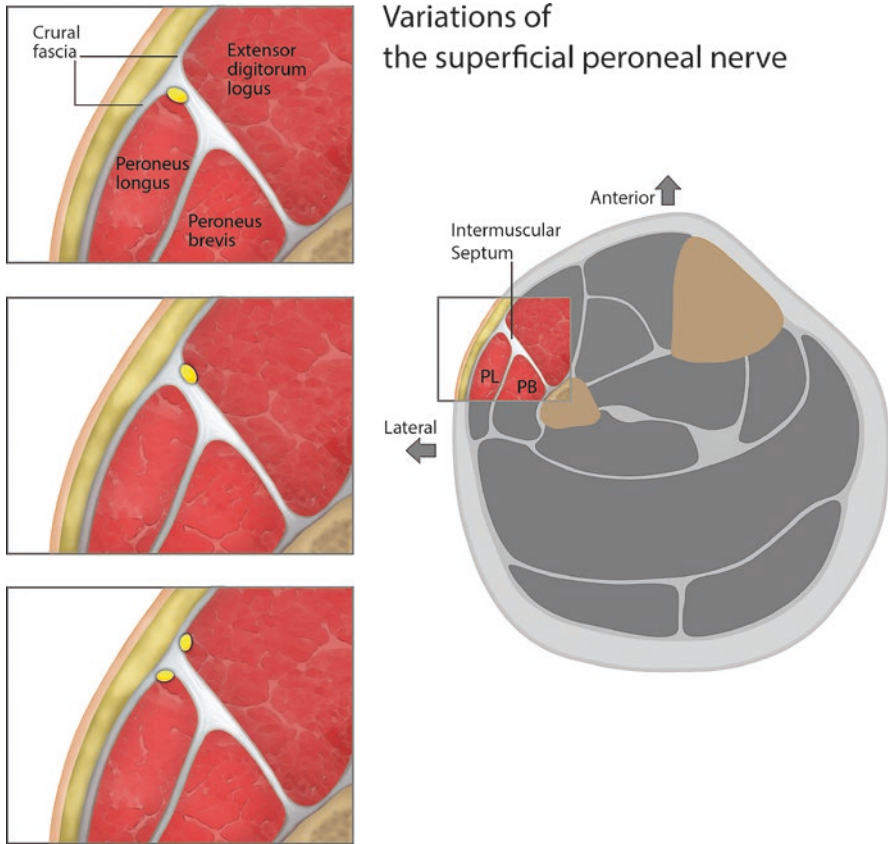 Variations of
the superficial peroneal nerve
Crural
fascia
Extensor
digitorum
logus
Peroneus
longus
Peroneus
brevis
Anterior
Intermuscular
Septum
PL
PB
Lateral